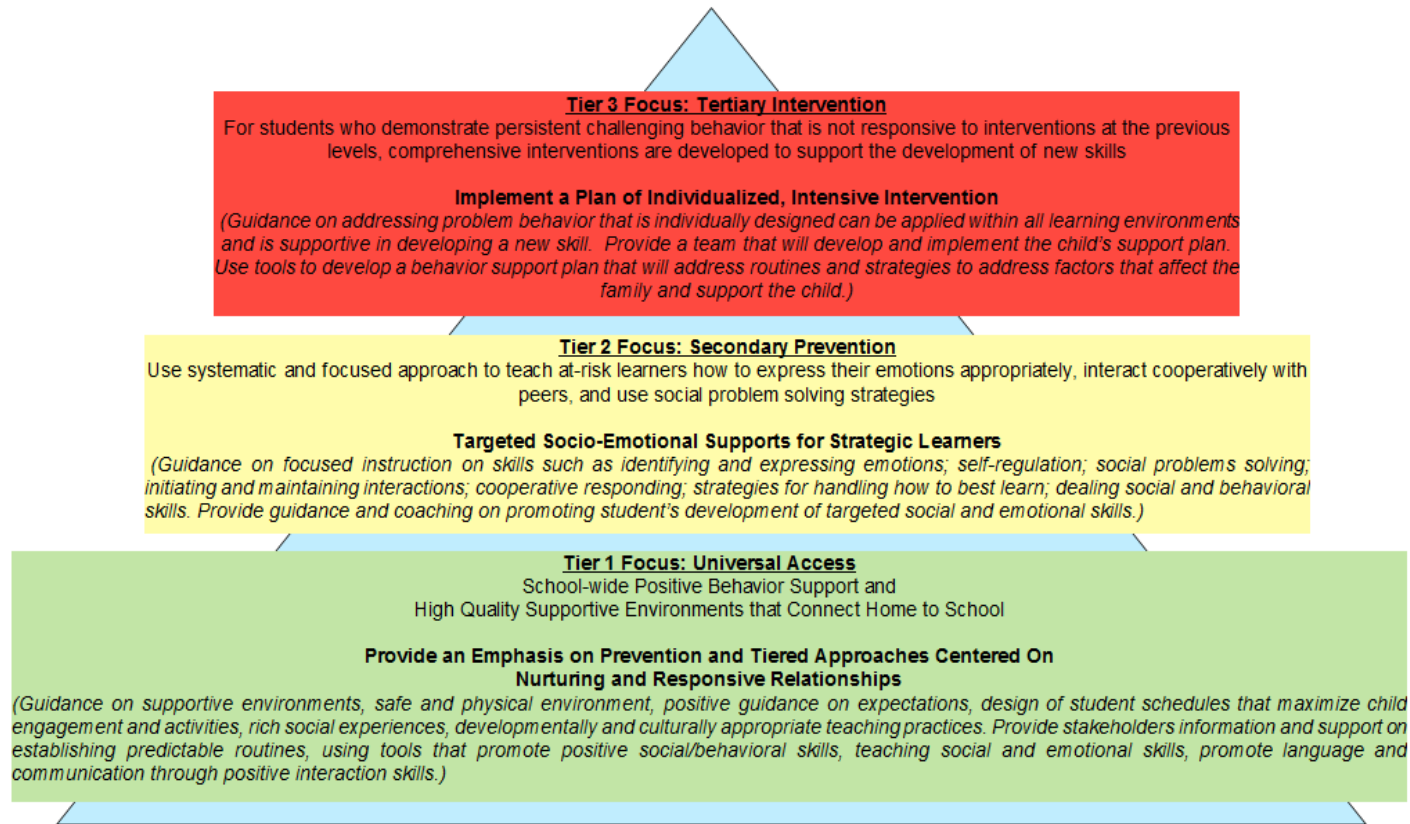 Tier 3 Focus: Tertiary Intervention
For students who demonstrate persistent challenging behavior that is not responsive to interventions at the previous
levels, comprehensive interventions are developed to support the development of new skills
Implement a Plan of Individualized, Intensive Intervention
(Guidance on addressing problem behavior that is individually designed can be applied within all learning environments
and is supportive in developing a new skill. Provide a team that will develop and implement the child's support plan.
Use tools to develop a behavior support plan that will address routines and strategies to address factors that affect the
family and support the child.)
Tier 2 Focus: Secondary Prevention
Use systematic and focused approach to teach at-risk learners how to express their emotions appropriately, interact cooperatively with
peers, and use social problem solving strategies
Targeted Socio-Emotional Supports for Strategic Learners
(Guidance on focused instruction on skills such as identifying and expressing emotions; self-regulation; social problems solving;
initiating and maintaining interactions; cooperative responding; strategies for handling how to best learn; dealing social and behavioral
skills. Provide guidance and coaching on promoting student's development of targeted social and emotional skills.)
Tier 1 Focus: Universal Access
School-wide Positive Behavior Support and
High Quality Supportive Environments that Connect Home to School
Provide an Emphasis on Prevention and Tiered Approaches Centered On
Nurturing and Responsive Relationships
(Guidance on supportive environments, safe and physical environment, positive guidance on expectations, design of student schedules that maximize child
engagement and activities, rich social experiences, developmentally and culturally appropriate teaching practices. Provide stakeholders information and support on
establishing predictable routines, using tools that promote positive social/behavioral skills, teaching social and emotional skills, promote language and
communication through positive interaction skills.)